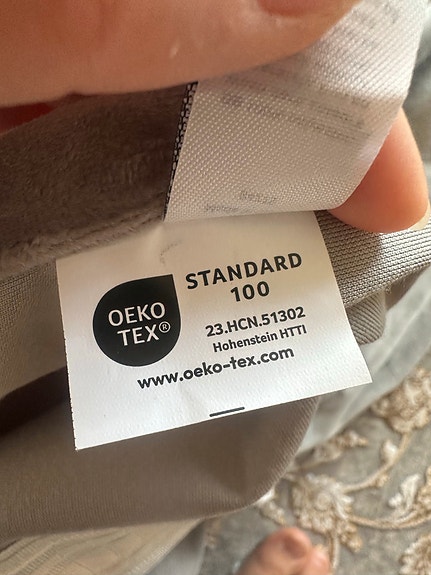 OEKO
TEX®
STANDARD
100
23.HCN.51302
Hohenstein HTTI
www.oeko-tex.com